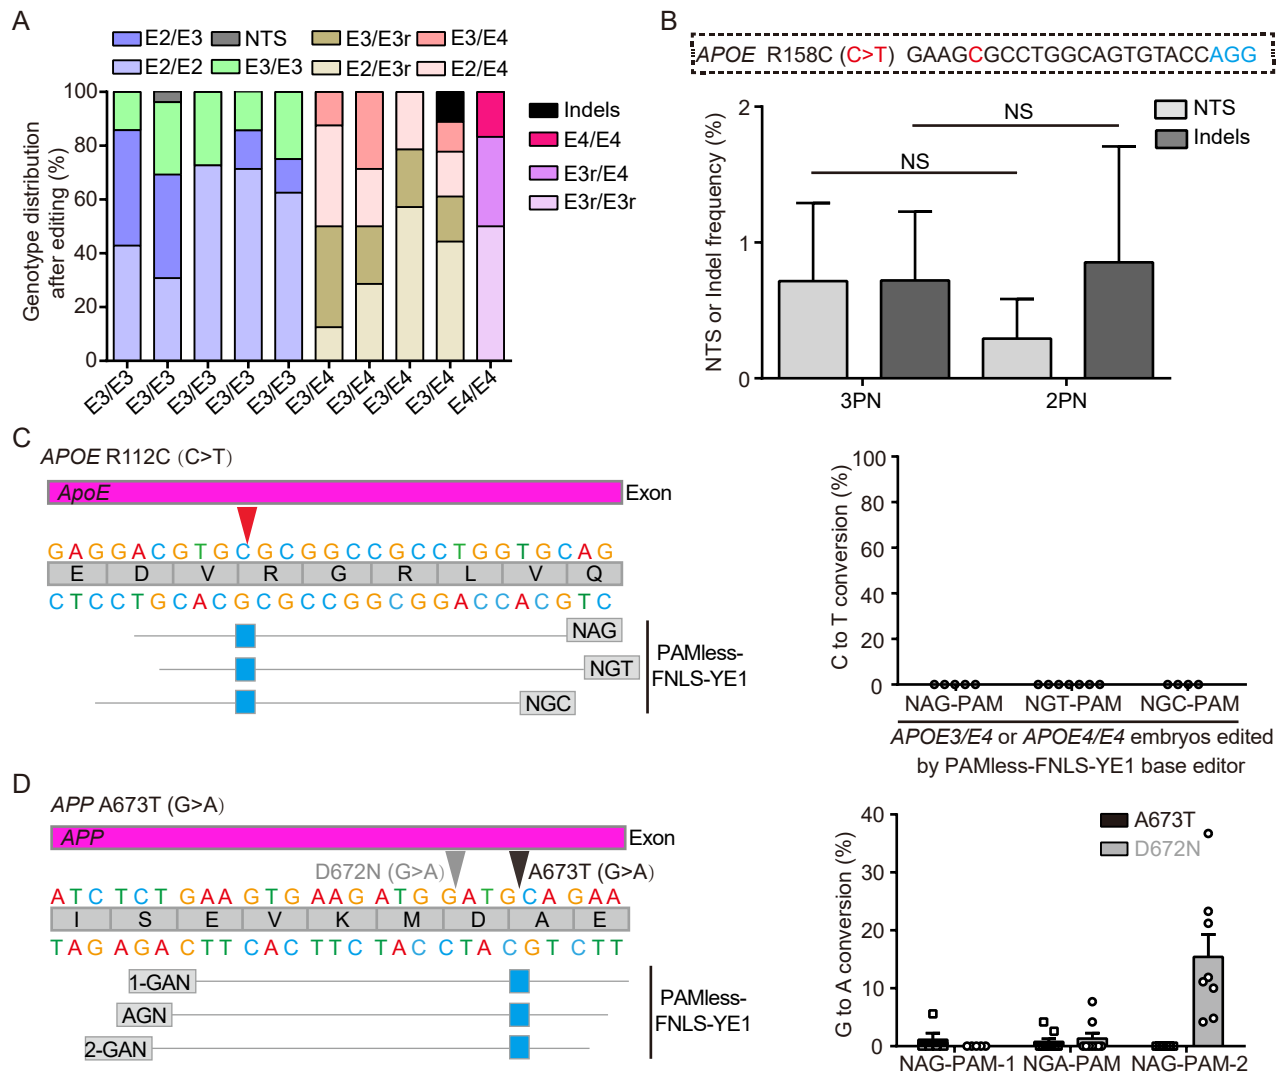 A
E2/E3 NTS E3/E3r E3/E4
E2/E2 E3/E3 E2/E3r E2/E4
Genotype distribution
after editing (%)
100
80
60
40
20
0
E3/E3 E3/E3 E3/E3 E3/E3 E3/E3 E3/E4 E3/E4 E3/E4 E3/E4 E4/E4
Indels
E4/E4
E3r/E4
E3r/E3r
B
APOE R158C (C>T) GAAGCGCCTGGCAGTGTACCAGG
NTS or Indel frequency (%)
2
1
0
NS
NS
NTS
Indels
3PN 2PN
C
APOE R112C (C>T)
ApoE Exon
GAGGACGTGCGCGGCCGCCTGGTGCAG
E D V R G R L V Q
CTCCTGCACGCGCCGGCGGACCACGTC
NAG
NGT
NGC
PAMless-
FNLS-YE1
C to T conversion (%)
100
80
60
40
20
0
NAG-PAM NGT-PAM NGC-PAM
APOE3/E4 or APOE4/E4 embryos edited
by PAMless-FNLS-YE1 base editor
D
APP A673T (G>A)
APP Exon
D672N (G>A) A673T (G>A)
ATC TCT GAA GTG AAG ATG GATGCA GAA
I S E V K M D A E
TAG AGA CTT CAC TTC TAC CTAC GT CTT
1-GAN
AGN
2-GAN
PAMless-
FNLS-YE1
G to A conversion (%)
40
30
20
10
0
A673T
D672N
NAG-PAM-1 NGA-PAM NAG-PAM-2